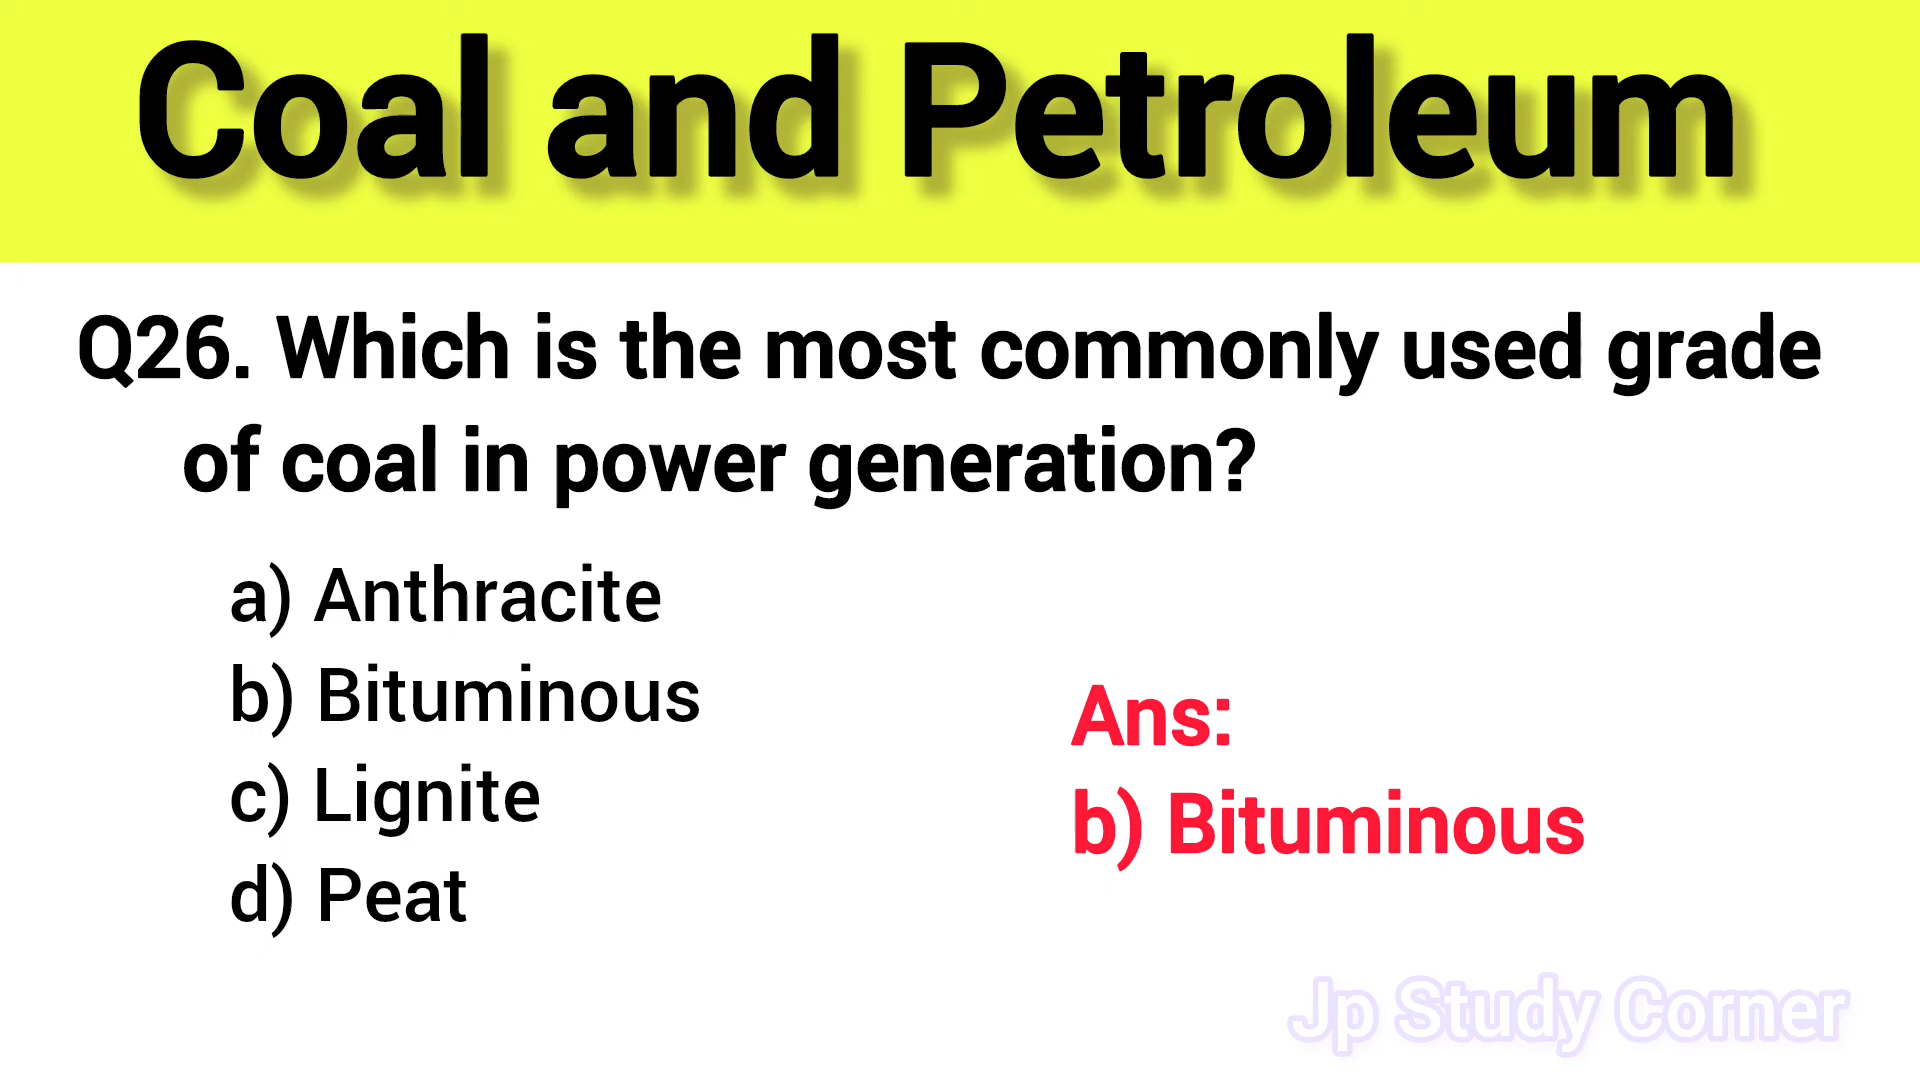 Coal and Petroleum
Q26. Which is the most commonly used grade
of coal in power generation?
a) Anthracite
b) Bituminous
c) Lignite
d) Peat
Ans:
b) Bituminous
Jp Study Corner